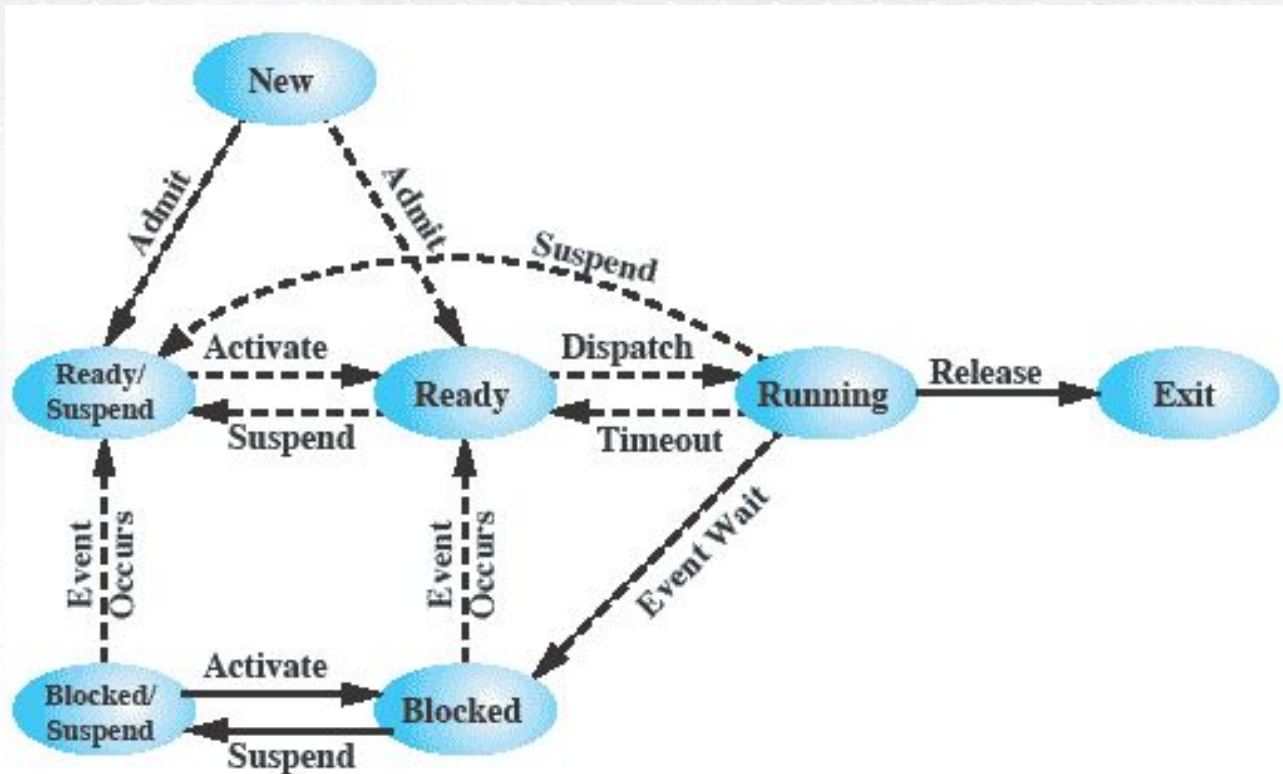 New
Admit
Admit
Suspend
Ready/
Suspend
Activate
Suspend
Ready
Dispatch
Timeout
Running
Release
Exit
Event
Occurs
Event
Occurs
Event Wait
Blocked/
Suspend
Activate
Suspend
Blocked